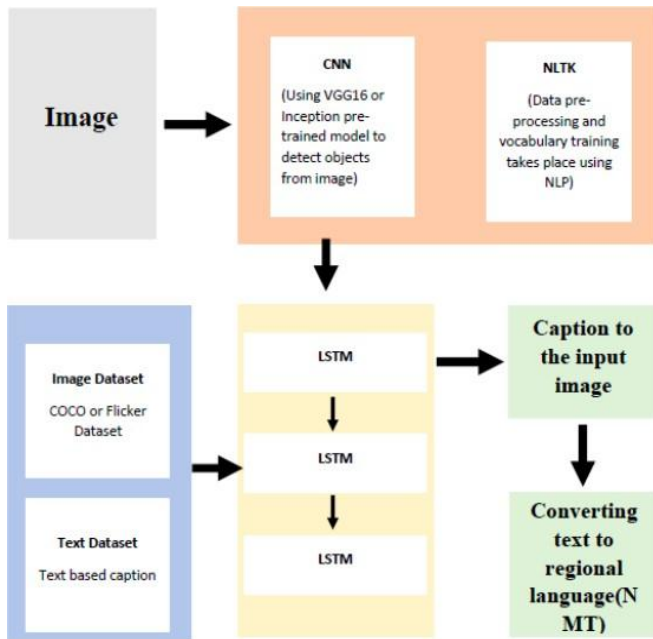 Image
CNN
(Using VGG16 or
Inception pre-
trained model to
detect objects
from image)
NLTK
(Data pre-
processing and
vocabulary training
takes place using
NLP)
Image Dataset
COCO or Flicker
Dataset
Text Dataset
Text based caption
LSTM
LSTM
LSTM
Caption to
the input
image
Converting
text to
regional
language(N
MT)